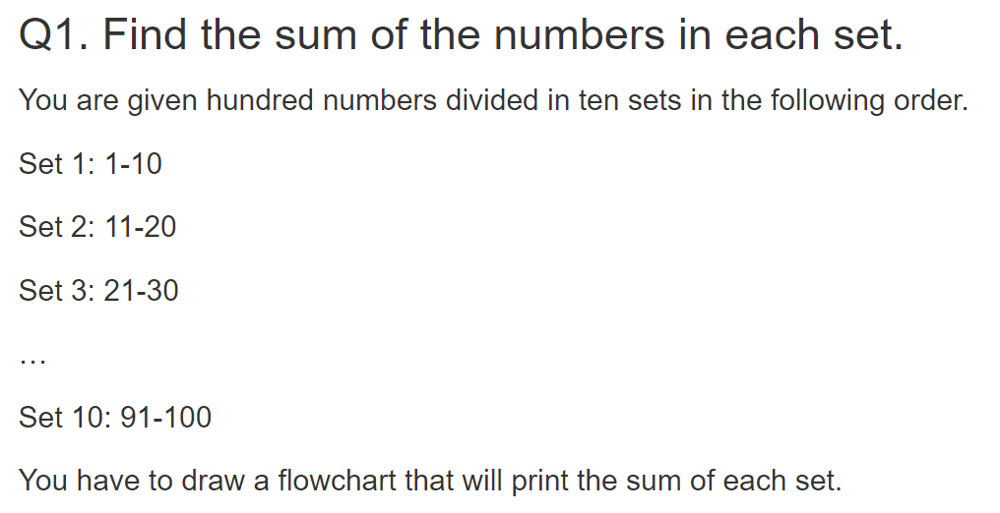 Q1. Find the sum of the numbers in each set.
You are given hundred numbers divided in ten sets in the following order.
Set 1: 1-10
Set 2: 11-20
Set 3: 21-30
…
Set 10: 91-100
You have to draw a flowchart that will print the sum of each set.